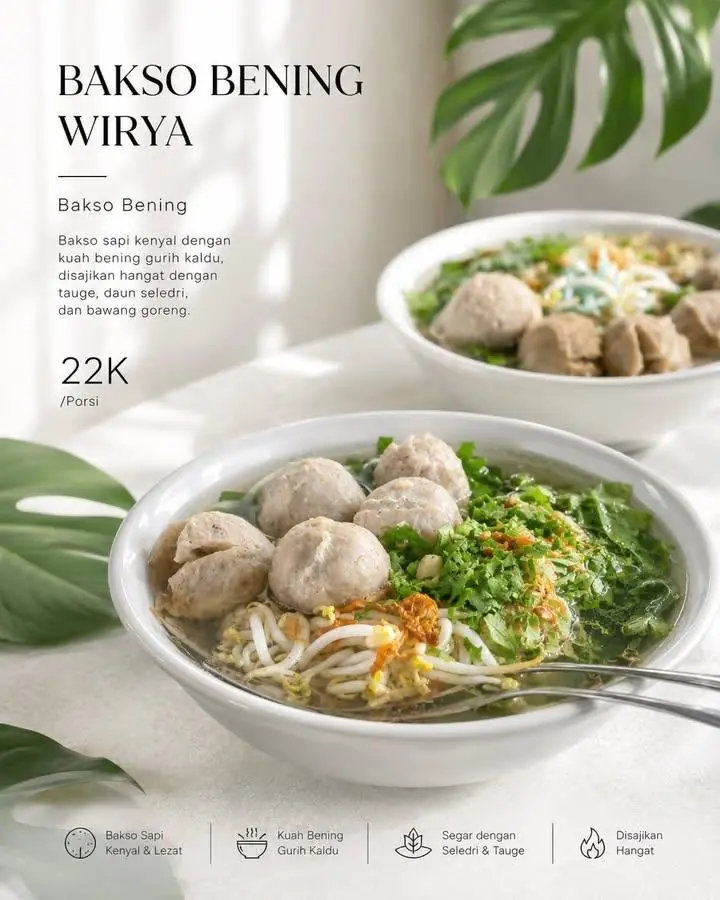 BAKSO BENING
WIRYA
Bakso Bening
Bakso sapi kenyal dengan
kuah bening gurih kaldu,
disajikan hangat dengan
tauge, daun seledri,
dan bawang goreng.
22K
/Porsi
Bakso Sapi
Kenyal & Lezat
Kuah Bening
Gurih Kaldu
Segar dengan
Seledri & Tauge
Disajikan
Hangat